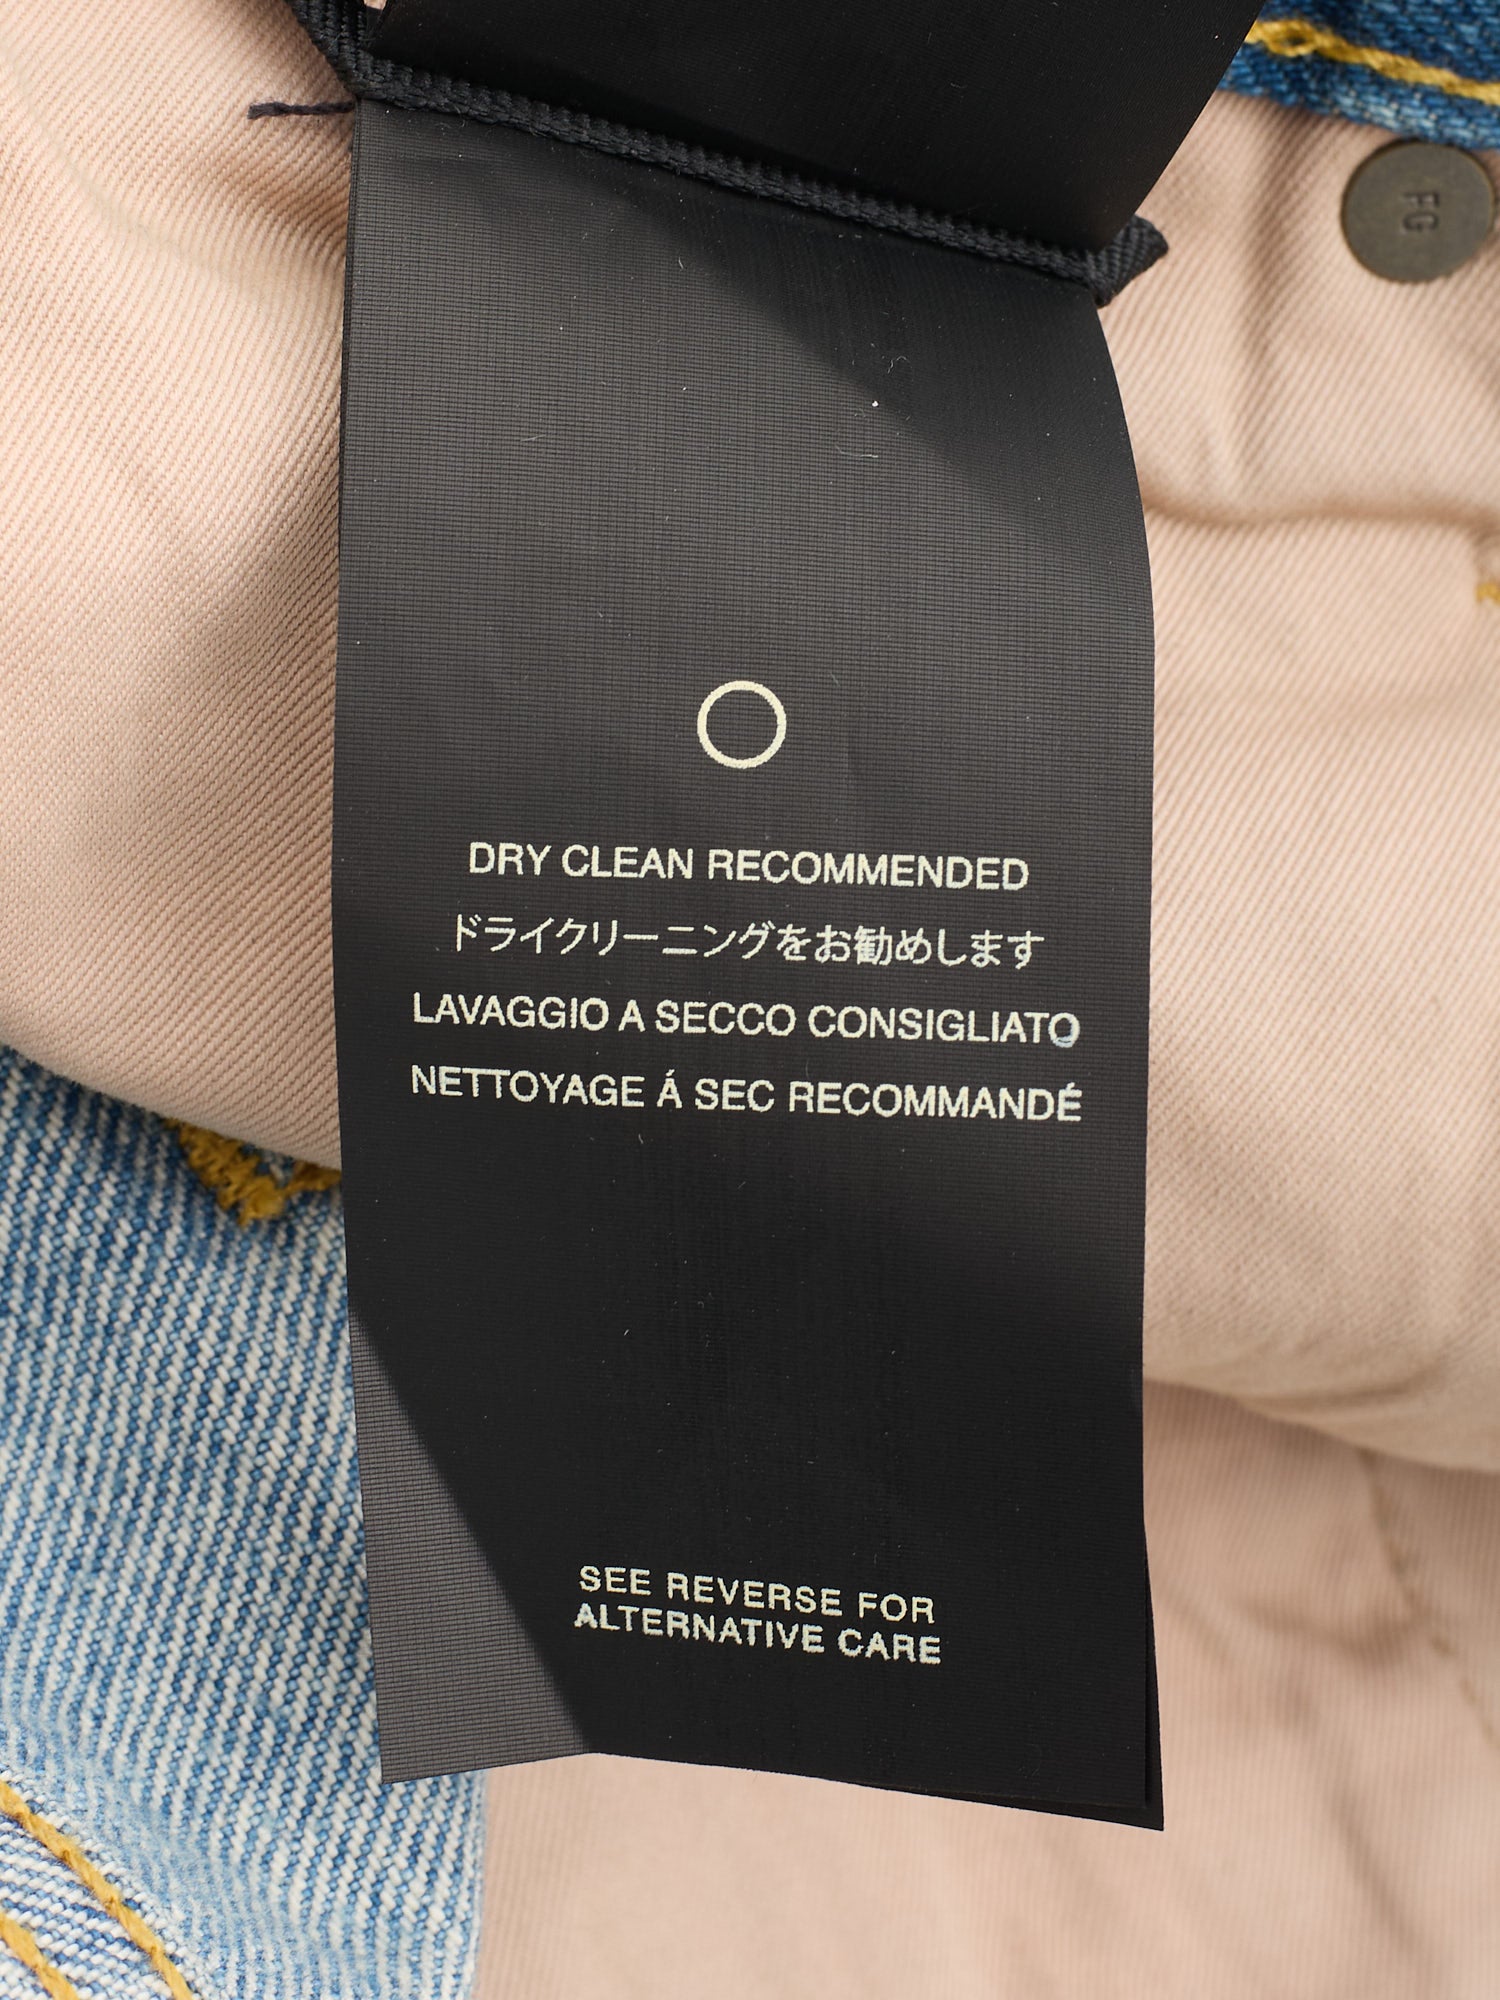 FG
DRY CLEAN RECOMMENDED
ドライクリーニングをお勧めします
LAVAGGIO A SECCO CONSIGLIATO
NETTOYAGE Á SEC RECOMMANDÉ
SEE REVERSE FOR
ALTERNATIVE CARE